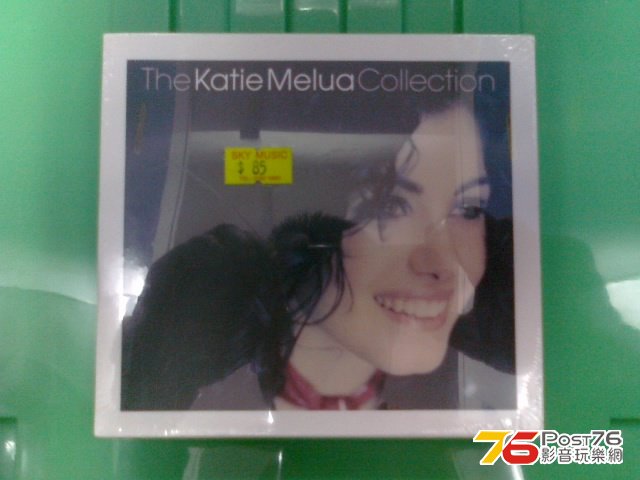 The Katie Melua Collection
SKY MUSIC
$ 85
76 POST76
影音玩樂網